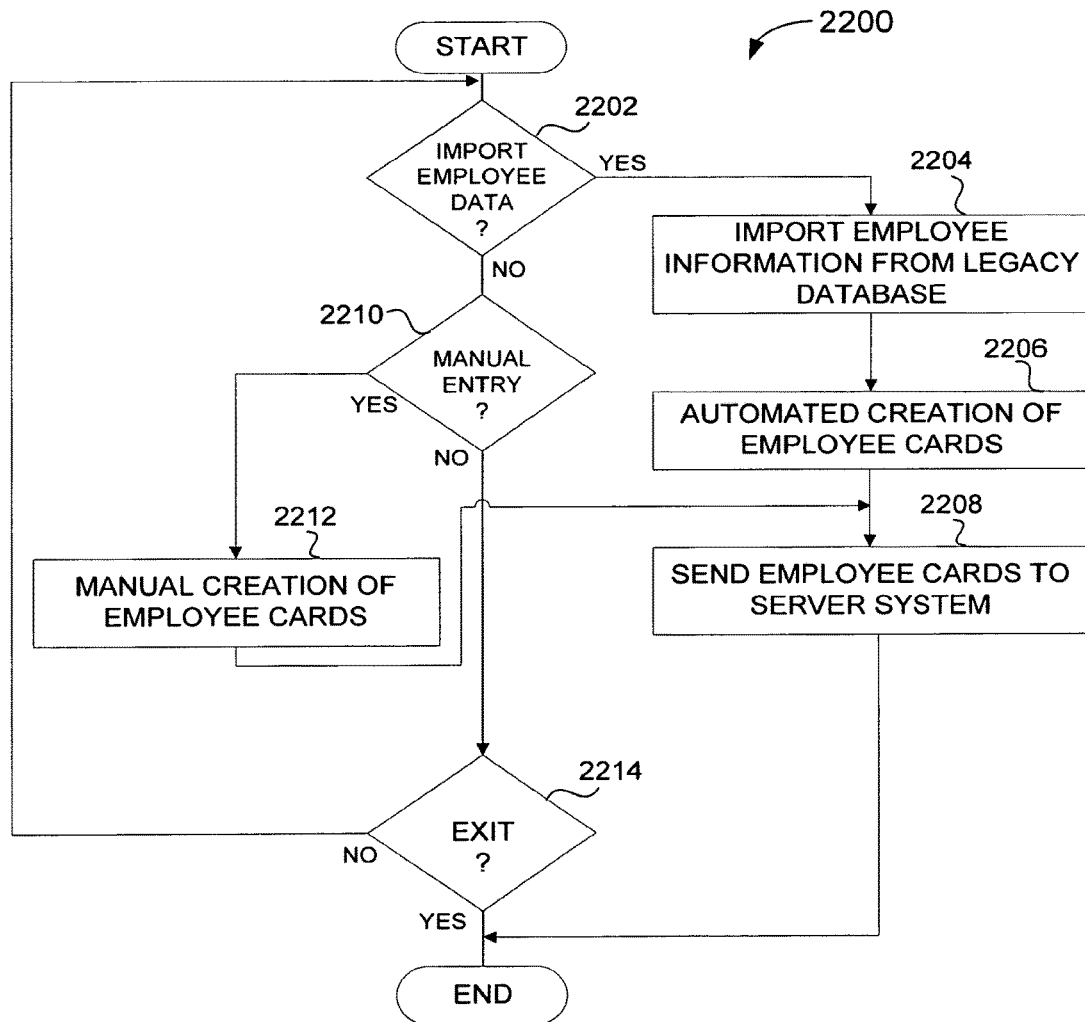 2200
START
2202
IMPORT
EMPLOYEE
DATA
?
YES
NO
2204
IMPORT EMPLOYEE
INFORMATION FROM LEGACY
DATABASE
2206
AUTOMATED CREATION OF
EMPLOYEE CARDS
2208
SEND EMPLOYEE CARDS TO
SERVER SYSTEM
2210
MANUAL
ENTRY
?
YES
NO
2212
MANUAL CREATION OF
EMPLOYEE CARDS
2214
EXIT
?
NO
YES
END